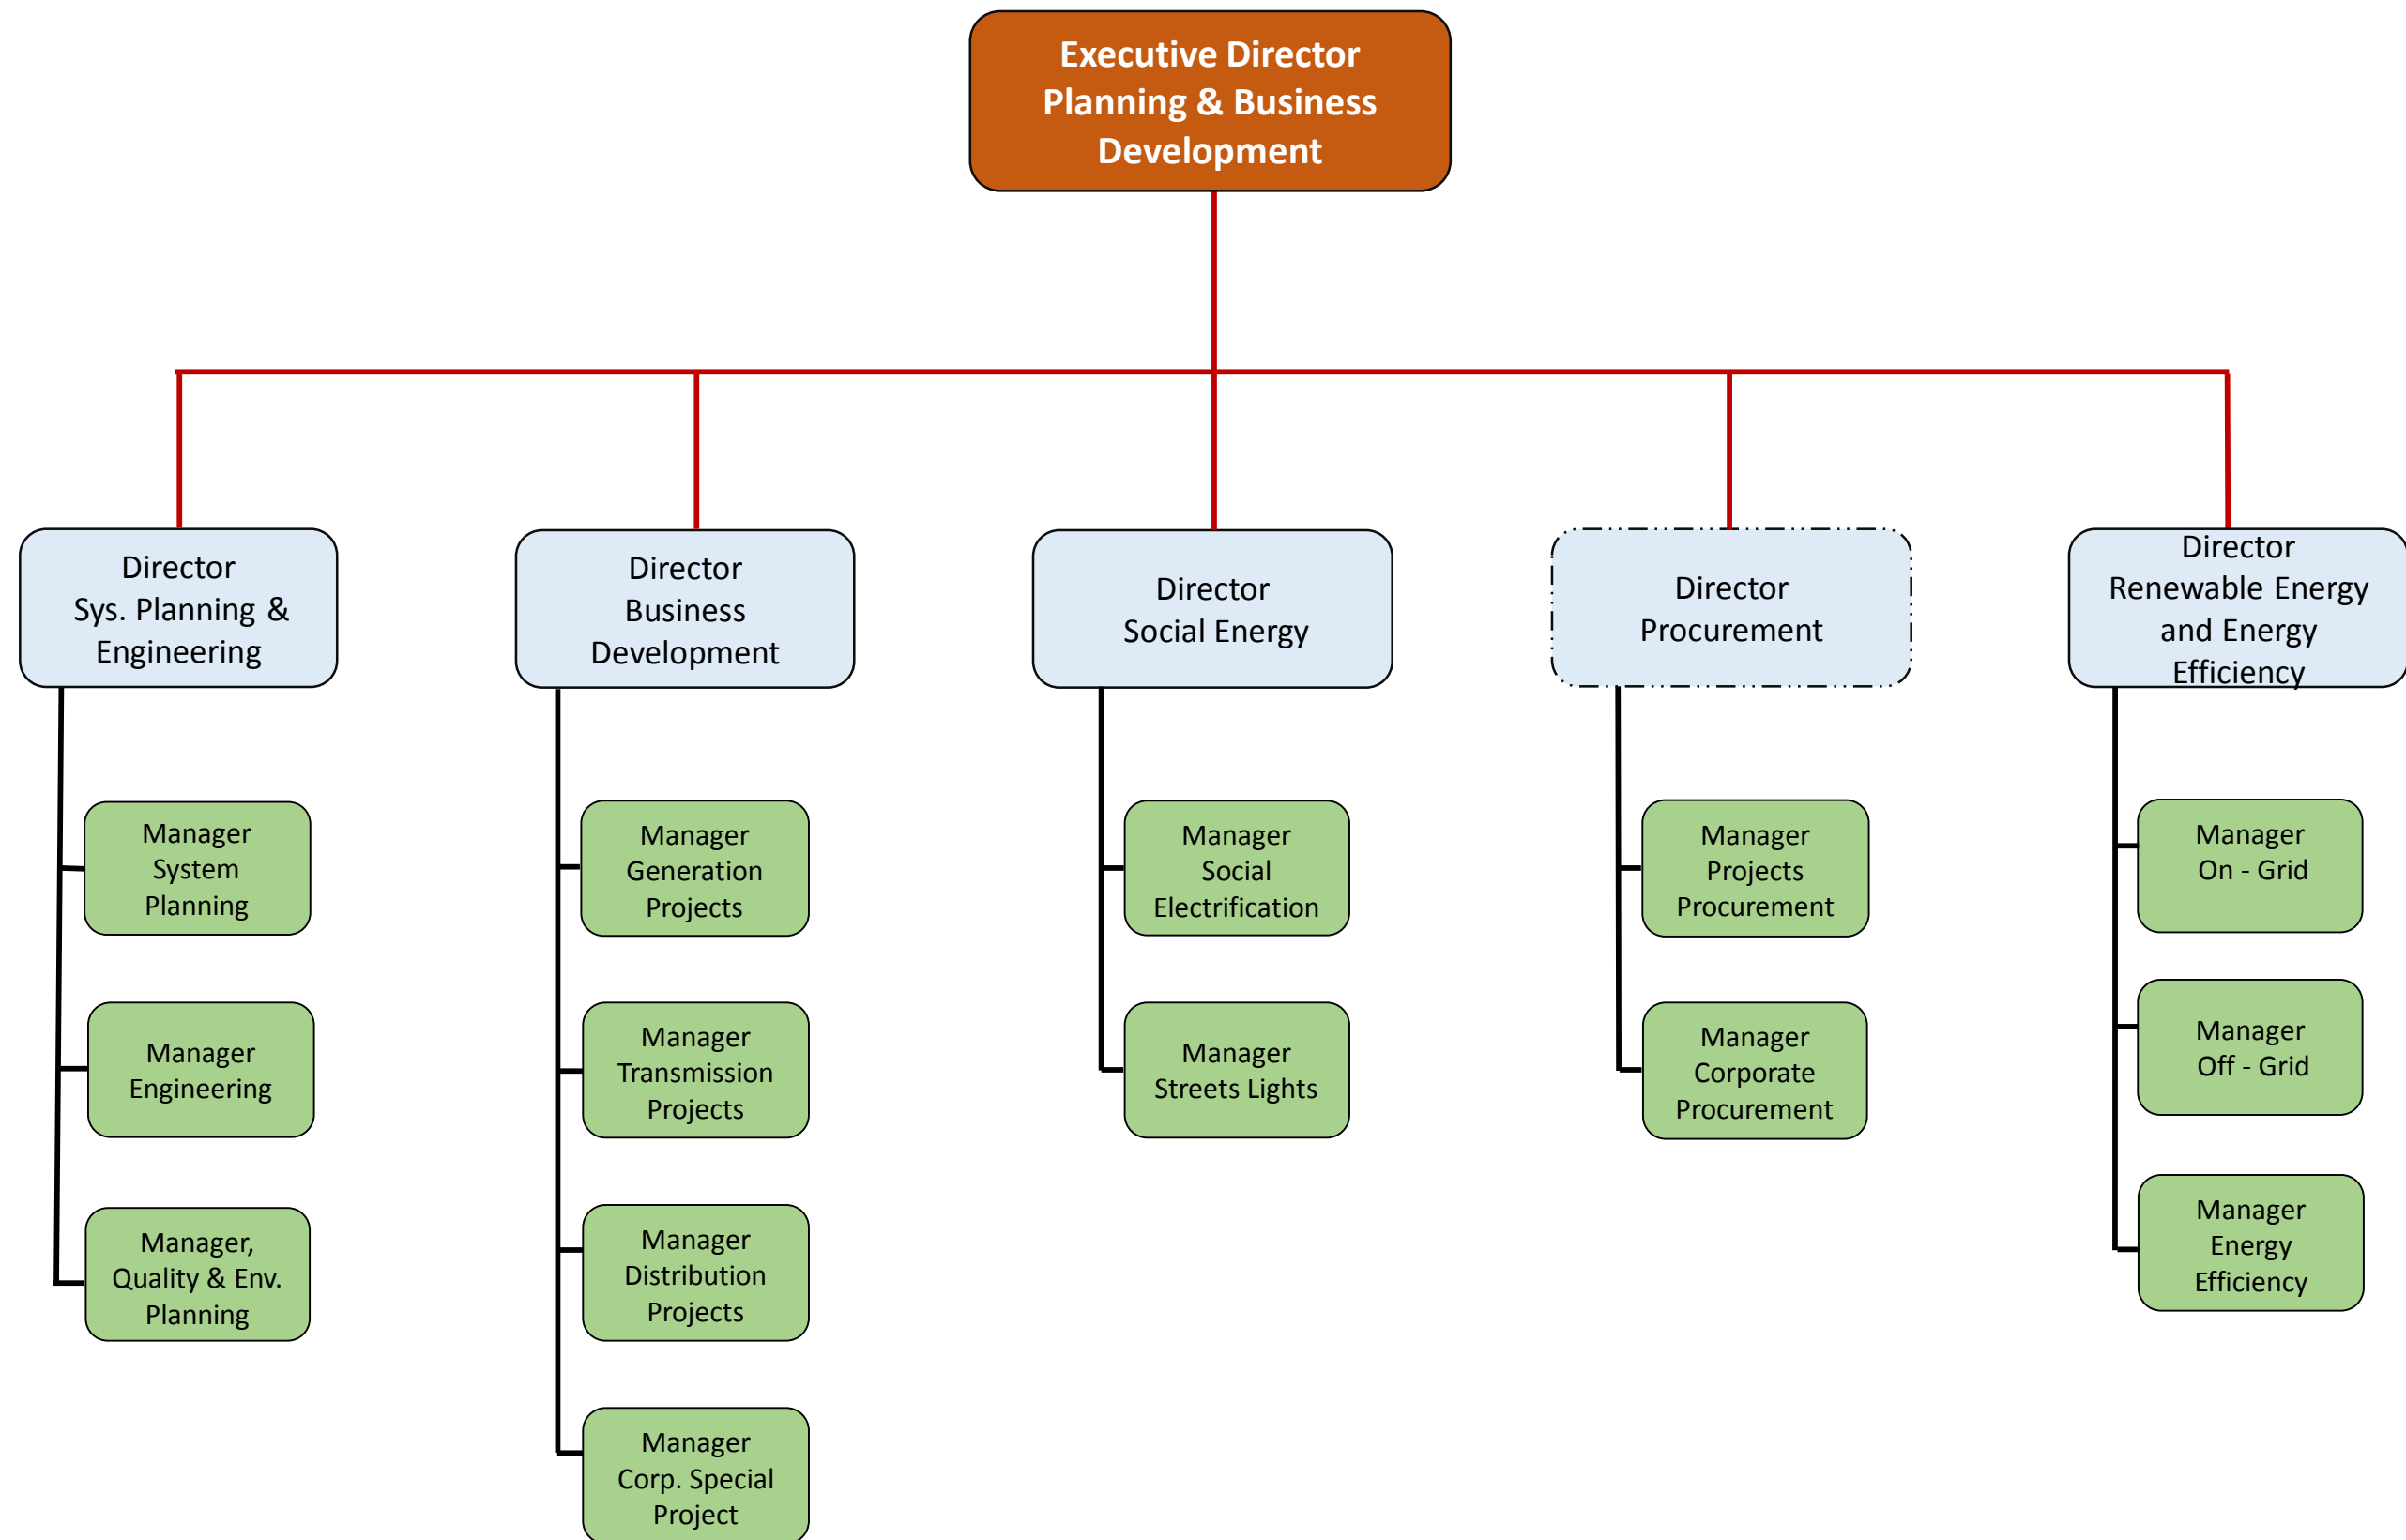 Executive Director
Planning & Business
Development
Director
Sys. Planning &
Engineering
Director
Business
Development
Director
Social Energy
Director
Procurement
Director
Renewable Energy
and Energy
Efficiency
Manager
System
Planning
Manager
Engineering
Manager,
Quality & Env.
Planning
Manager
Generation
Projects
Manager
Transmission
Projects
Manager
Distribution
Projects
Manager
Corp. Special
Project
Manager
Social
Electrification
Manager
Streets Lights
Manager
Projects
Procurement
Manager
Corporate
Procurement
Manager
On - Grid
Manager
Off - Grid
Manager
Energy
Efficiency